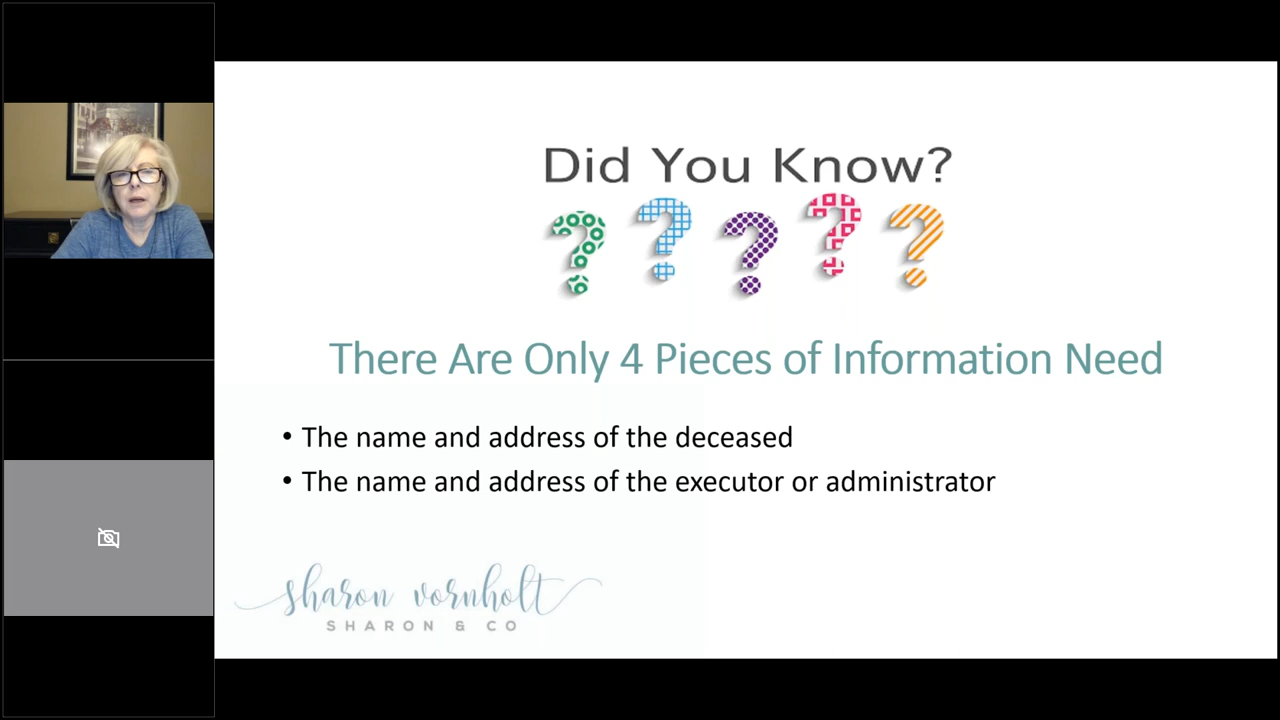 Did You Know?
There Are Only 4 Pieces of Information Need
• The name and address of the deceased
• The name and address of the executor or administrator
sharon vornholt
SHARON & CO